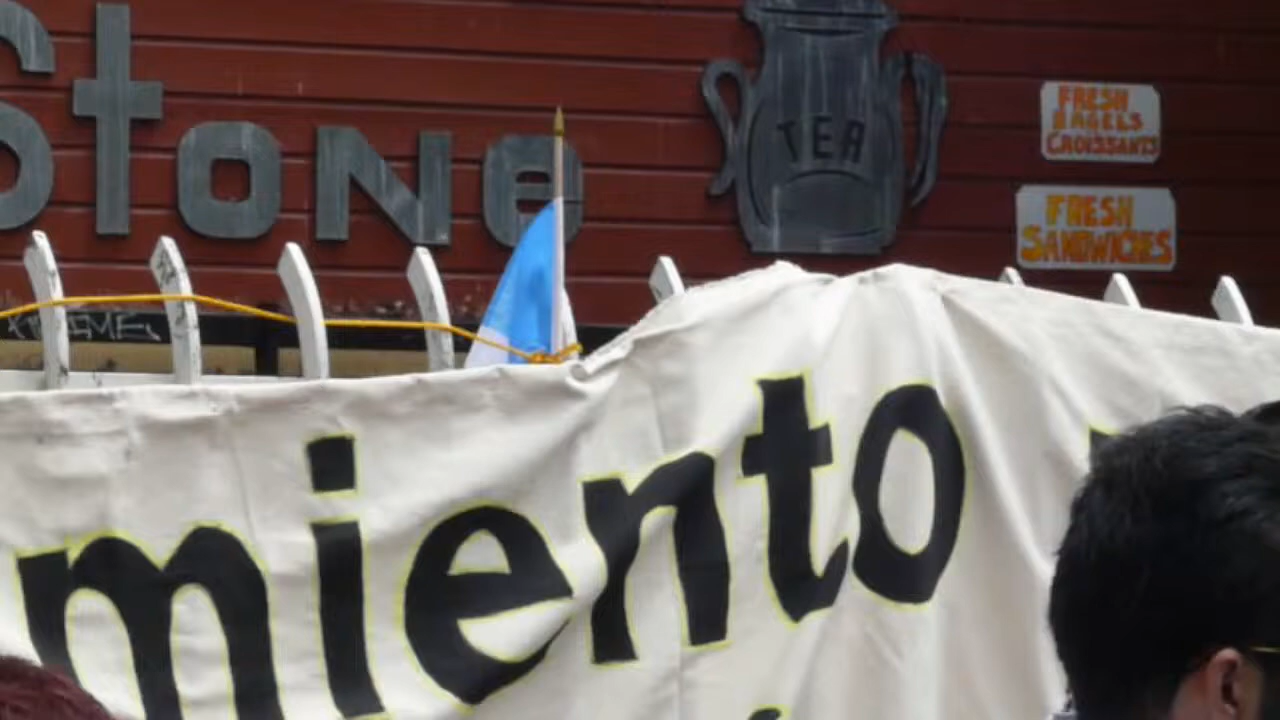 Stone
TEA
FRESH
BAGELS
CROISSANTS
FRESH
SANDWICHES
miento